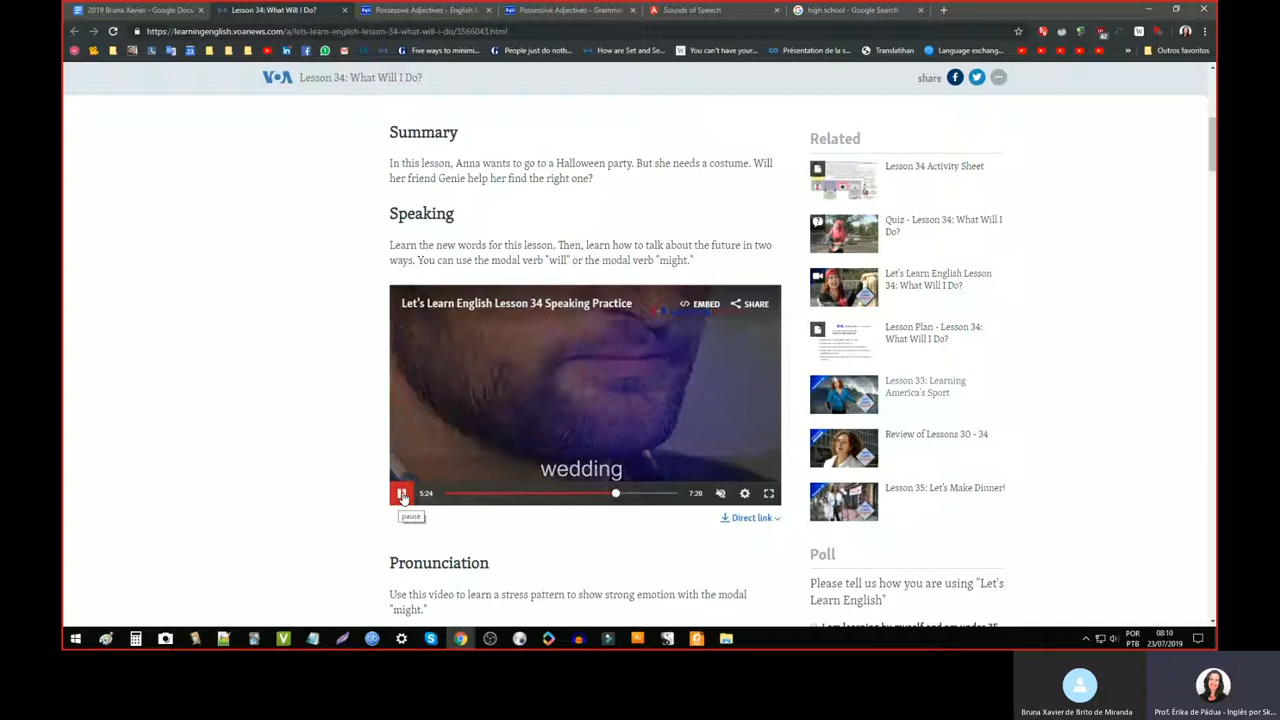 2019 Bruna Xavier - Google Docs
Lesson 34: What Will I Do?
Possessive Adjectives - English
Possessive Adjectives - Gramma
Sounds of Speech
high school - Google Search
https://learningenglish.voanews.com/a/lets-learn-english-lesson-34-what-will-i-do/3566043.html
Five ways to minimi...
People just do noth...
How are Set and Se...
You can't have your...
Présentation de la s...
Translatihan
Language exchang...
»
Outros favoritos
VOA
Lesson 34: What Will I Do?
share
Summary
In this lesson, Anna wants to go to a Halloween party. But she needs a costume. Will
her friend Genie help her find the right one?
Speaking
Learn the new words for this lesson. Then, learn how to talk about the future in two
ways. You can use the modal verb "will" or the modal verb "might."
Let's Learn English Lesson 34 Speaking Practice
EMBED
SHARE
wedding
5:24
7:20
pause
Direct link
Pronunciation
Use this video to learn a stress pattern to show strong emotion with the modal
"might."
Related
Lesson 34 Activity Sheet
Quiz - Lesson 34: What Will I
Do?
Let's Learn English Lesson
34: What Will I Do?
Lesson Plan - Lesson 34:
What Will I Do?
Lesson 33: Learning
America's Sport
Review of Lessons 30 - 34
Lesson 35: Let's Make Dinner!
Poll
Please tell us how you are using "Let's
Learn English"
I am learning by myself and am under 25
POR
PTB
08:10
23/07/2019
Bruna Xavier de Brito de Miranda
Prof. Érika de Pádua - Inglês por Sk...